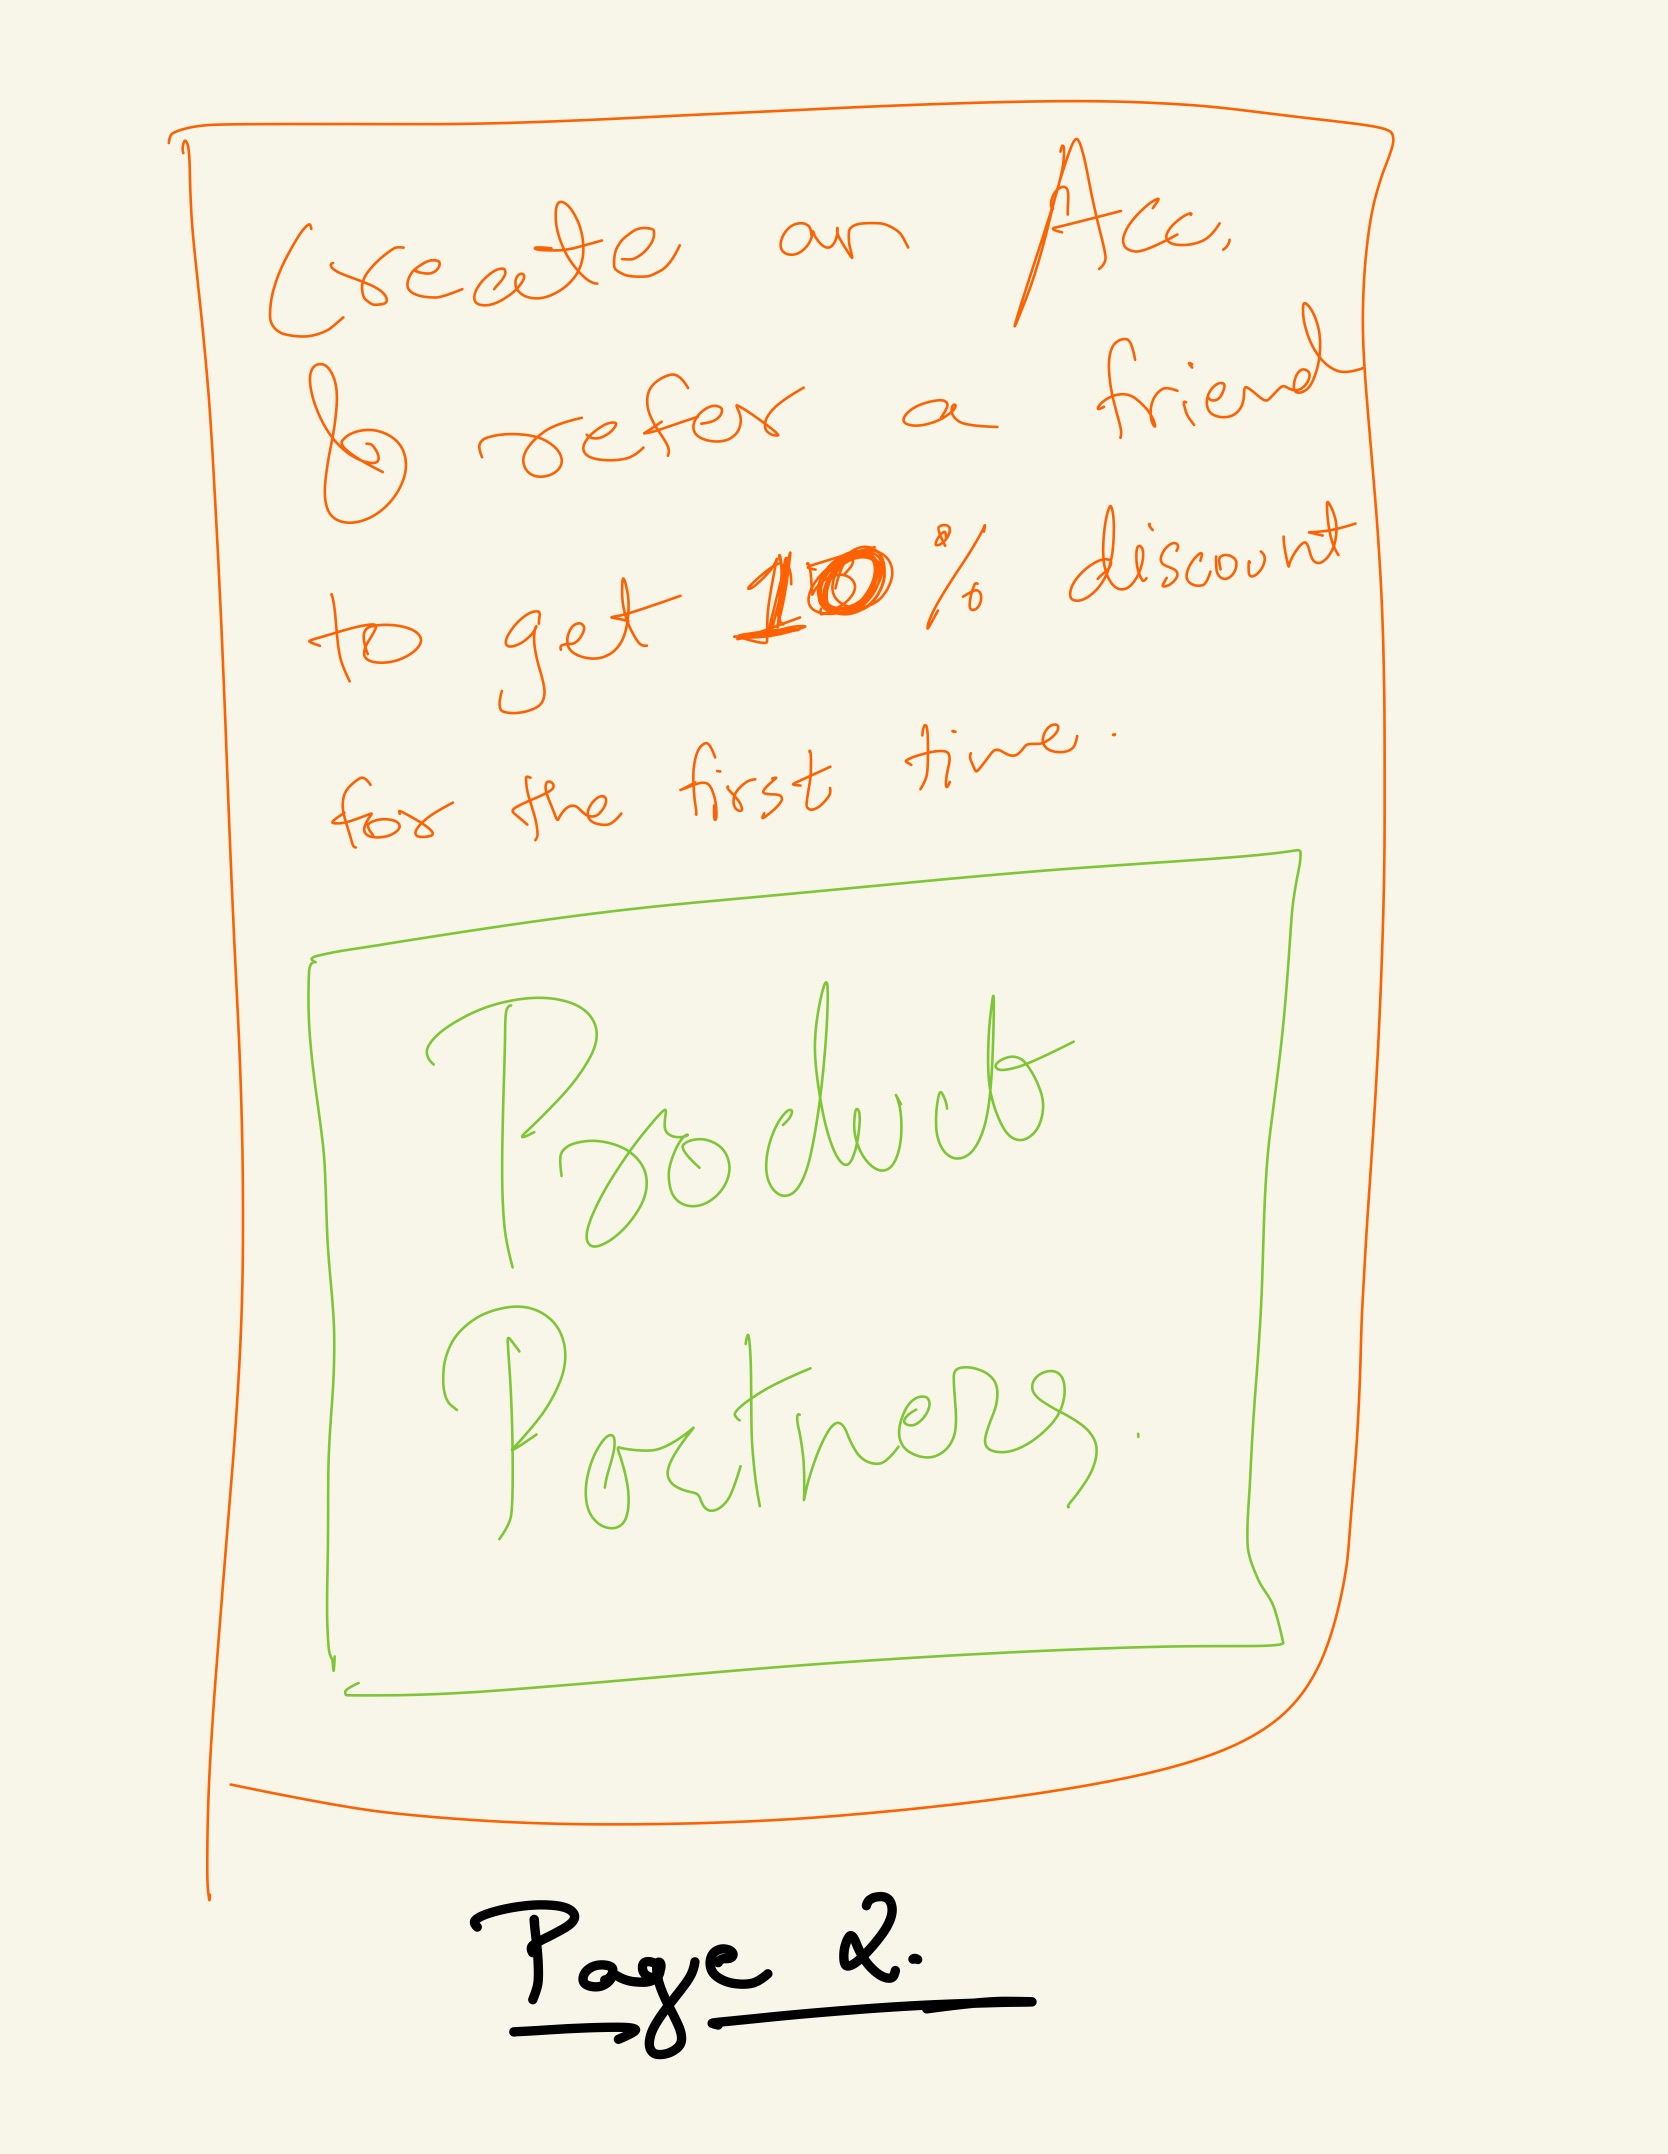 Create an Acc.
& refer a friend
to get 10% discount
for the first time.
Product
Partners.
Page 2.